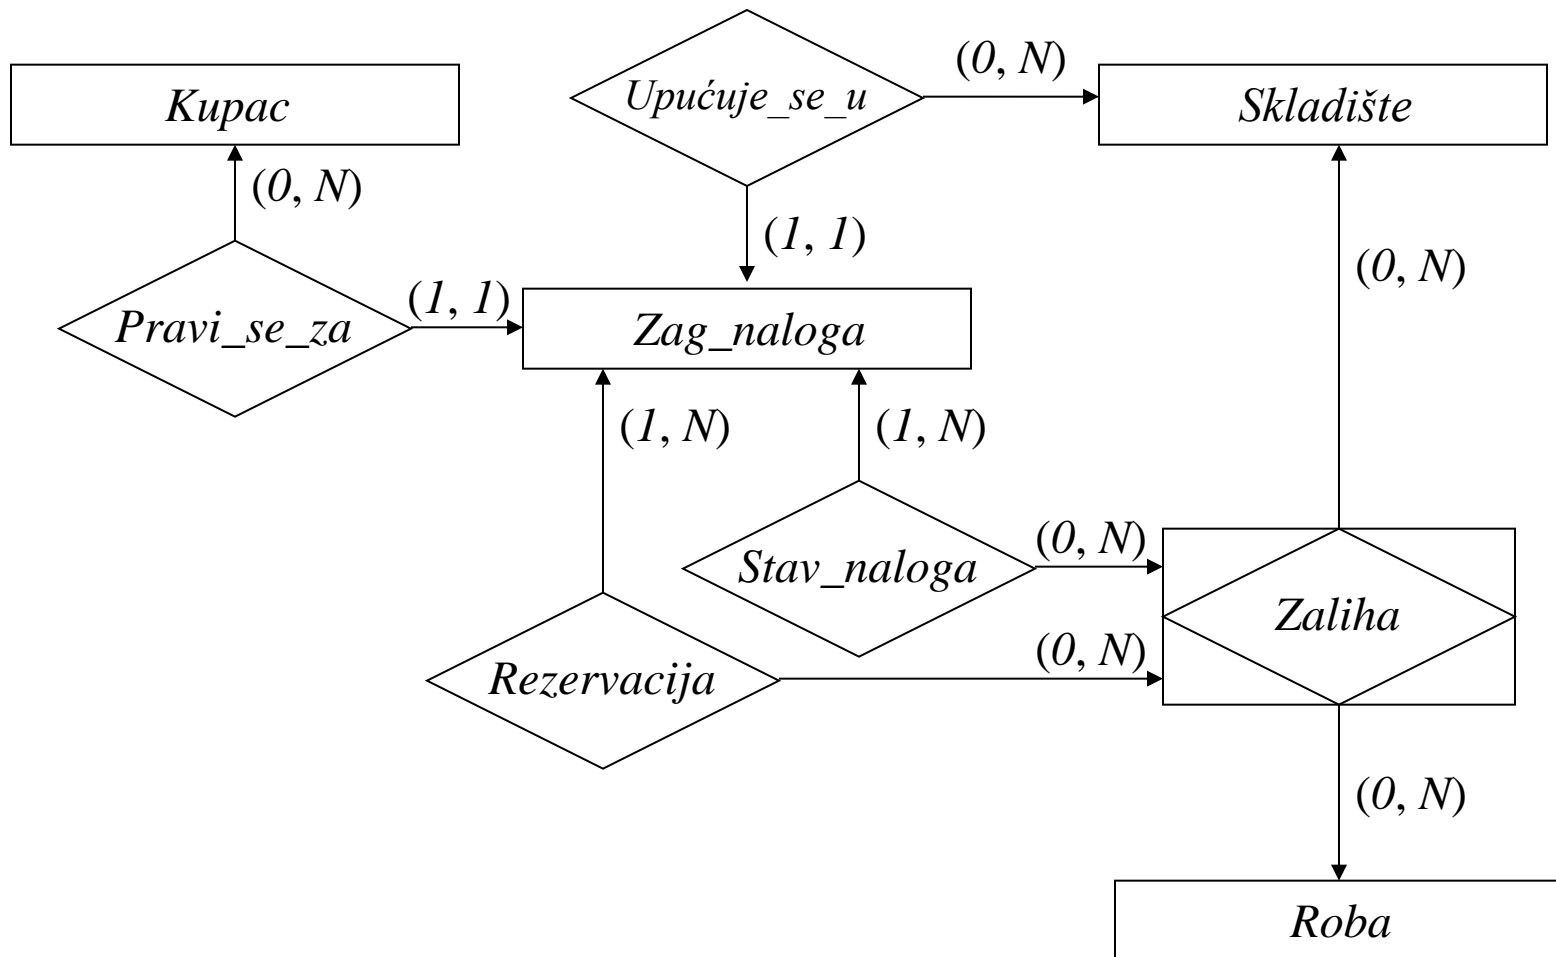 (0, N)
Kupac
Upućuje_se_u
Skladište
(0, N)
(1, 1)
(0, N)
Pravi_se_za
(1, 1)
Zag_naloga
(1, N)
(1, N)
Stav_naloga
(0, N)
Zaliha
Rezervacija
(0, N)
(0, N)
Roba